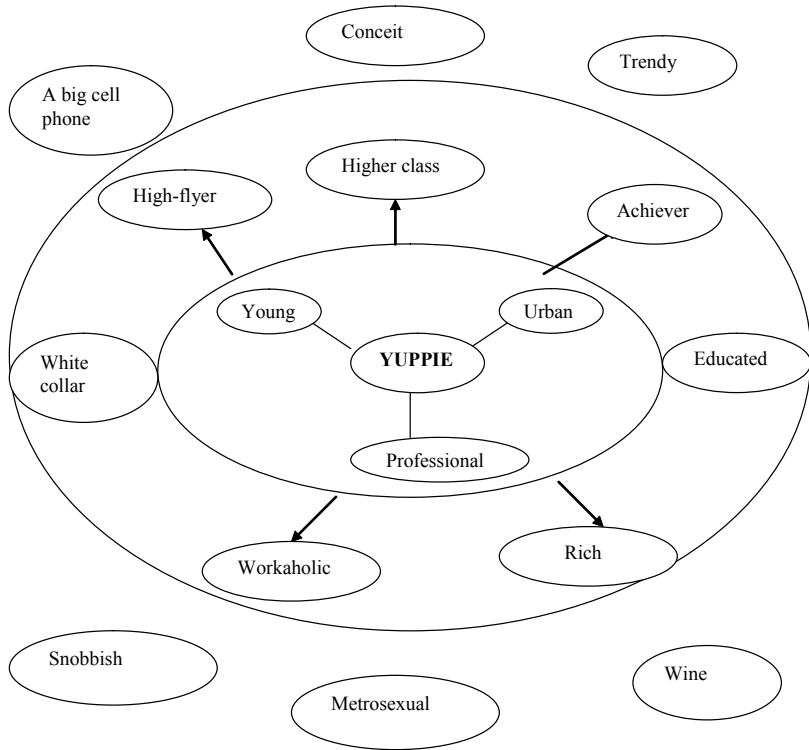 Conceit
Trendy
A big cell
phone
Higher class
High-flyer
Achiever
Young
Urban
YUPPIE
White
collar
Educated
Professional
Workaholic
Rich
Snobbish
Metrosexual
Wine